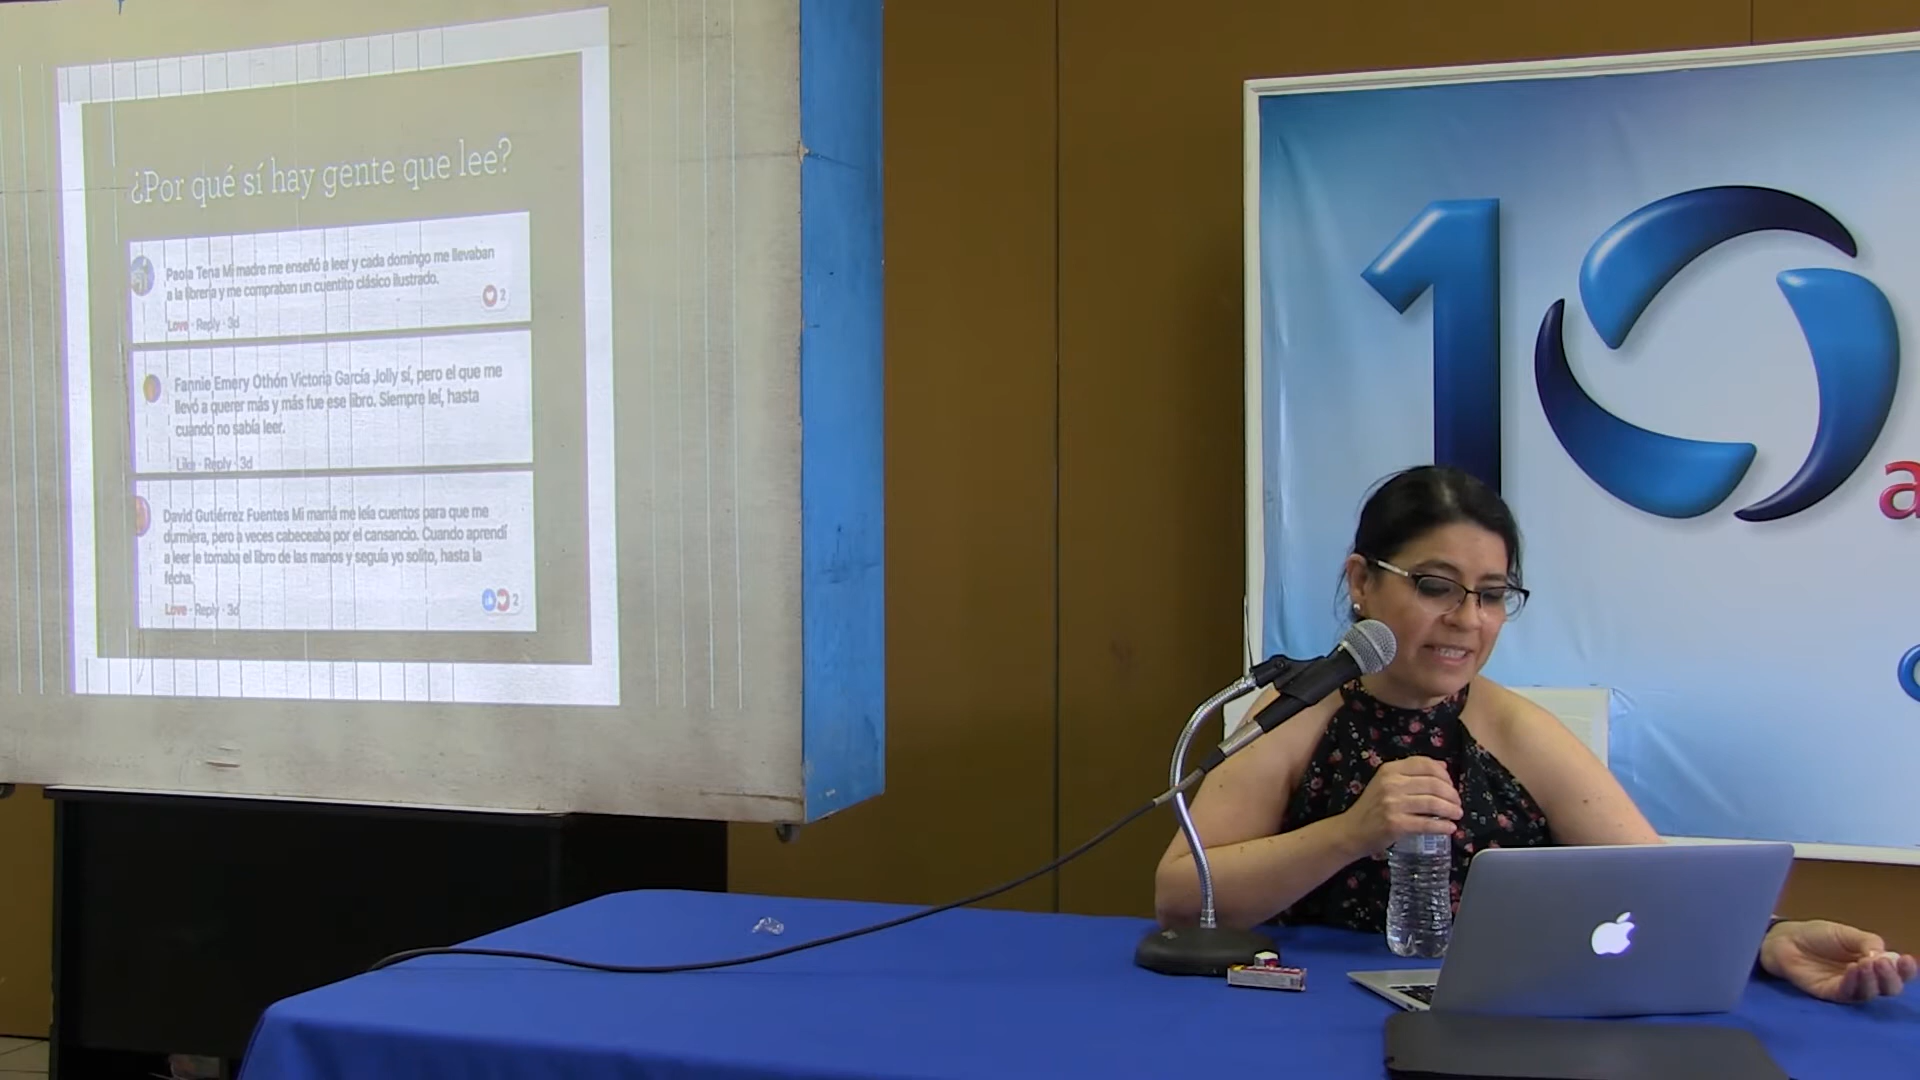 ¿Por qué sí hay gente que lee?
Paola Tena Mi madre me enseñó a leer y cada domingo me llevaban
a la librería y me compraban un cuentito clásico ilustrado.
2
Love · Reply · 3d
Fannie Emery Othón Victoria García Jolly sí, pero el que me
llevó a querer más y más fue ese libro. Siempre leí, hasta
cuando no sabía leer.
Like · Reply · 3d
David Gutiérrez Fuentes Mi mamá me leía cuentos para que me
durmiera, pero a veces cabeceaba por el cansancio. Cuando aprendí
a leer le tomaba el libro de las manos y seguía yo solito, hasta la
fecha.
2
Love · Reply · 3d
10
a